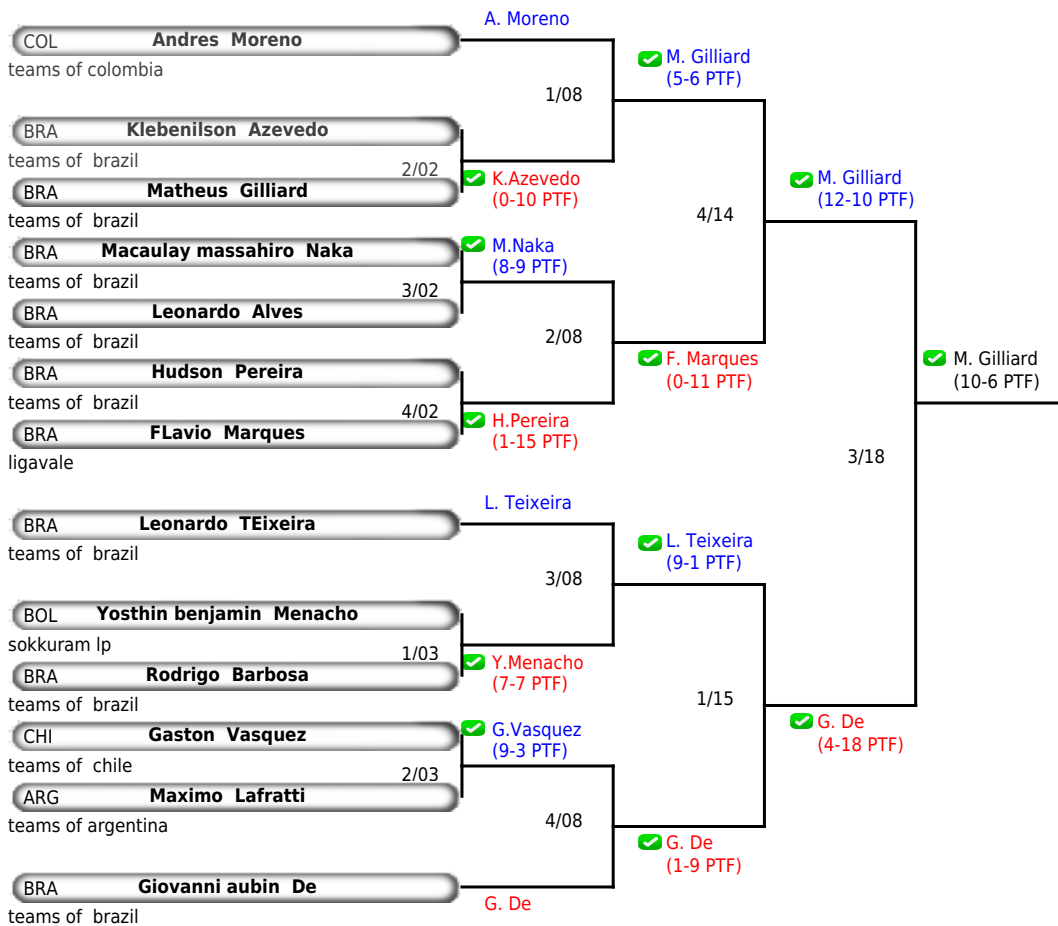 A. Moreno
COL Andres Moreno
teams of colombia
M. Gilliard
(5-6 PTF)
1/08
BRA Klebenilson Azevedo
teams of brazil
2/02
K.Azevedo
(0-10 PTF)
BRA Matheus Gilliard
teams of brazil
M. Gilliard
(12-10 PTF)
4/14
BRA Macaulay massahiro Naka
teams of brazil
M.Naka
(8-9 PTF)
3/02
BRA Leonardo Alves
teams of brazil
2/08
BRA Hudson Pereira
teams of brazil
F. Marques
(0-11 PTF)
M. Gilliard
(10-6 PTF)
4/02
H.Pereira
(1-15 PTF)
BRA FLavio Marques
ligavale
3/18
L. Teixeira
BRA Leonardo TEixeira
teams of brazil
L. Teixeira
(9-1 PTF)
3/08
BOL Yosthin benjamin Menacho
sokkuram lp
1/03
Y.Menacho
(7-7 PTF)
BRA Rodrigo Barbosa
teams of brazil
1/15
G.Vasquez
(9-3 PTF)
CHI Gaston Vasquez
teams of chile
G. De
(4-18 PTF)
2/03
ARG Maximo Lafratti
teams of argentina
4/08
G. De
(1-9 PTF)
BRA Giovanni aubin De
G. De
teams of brazil